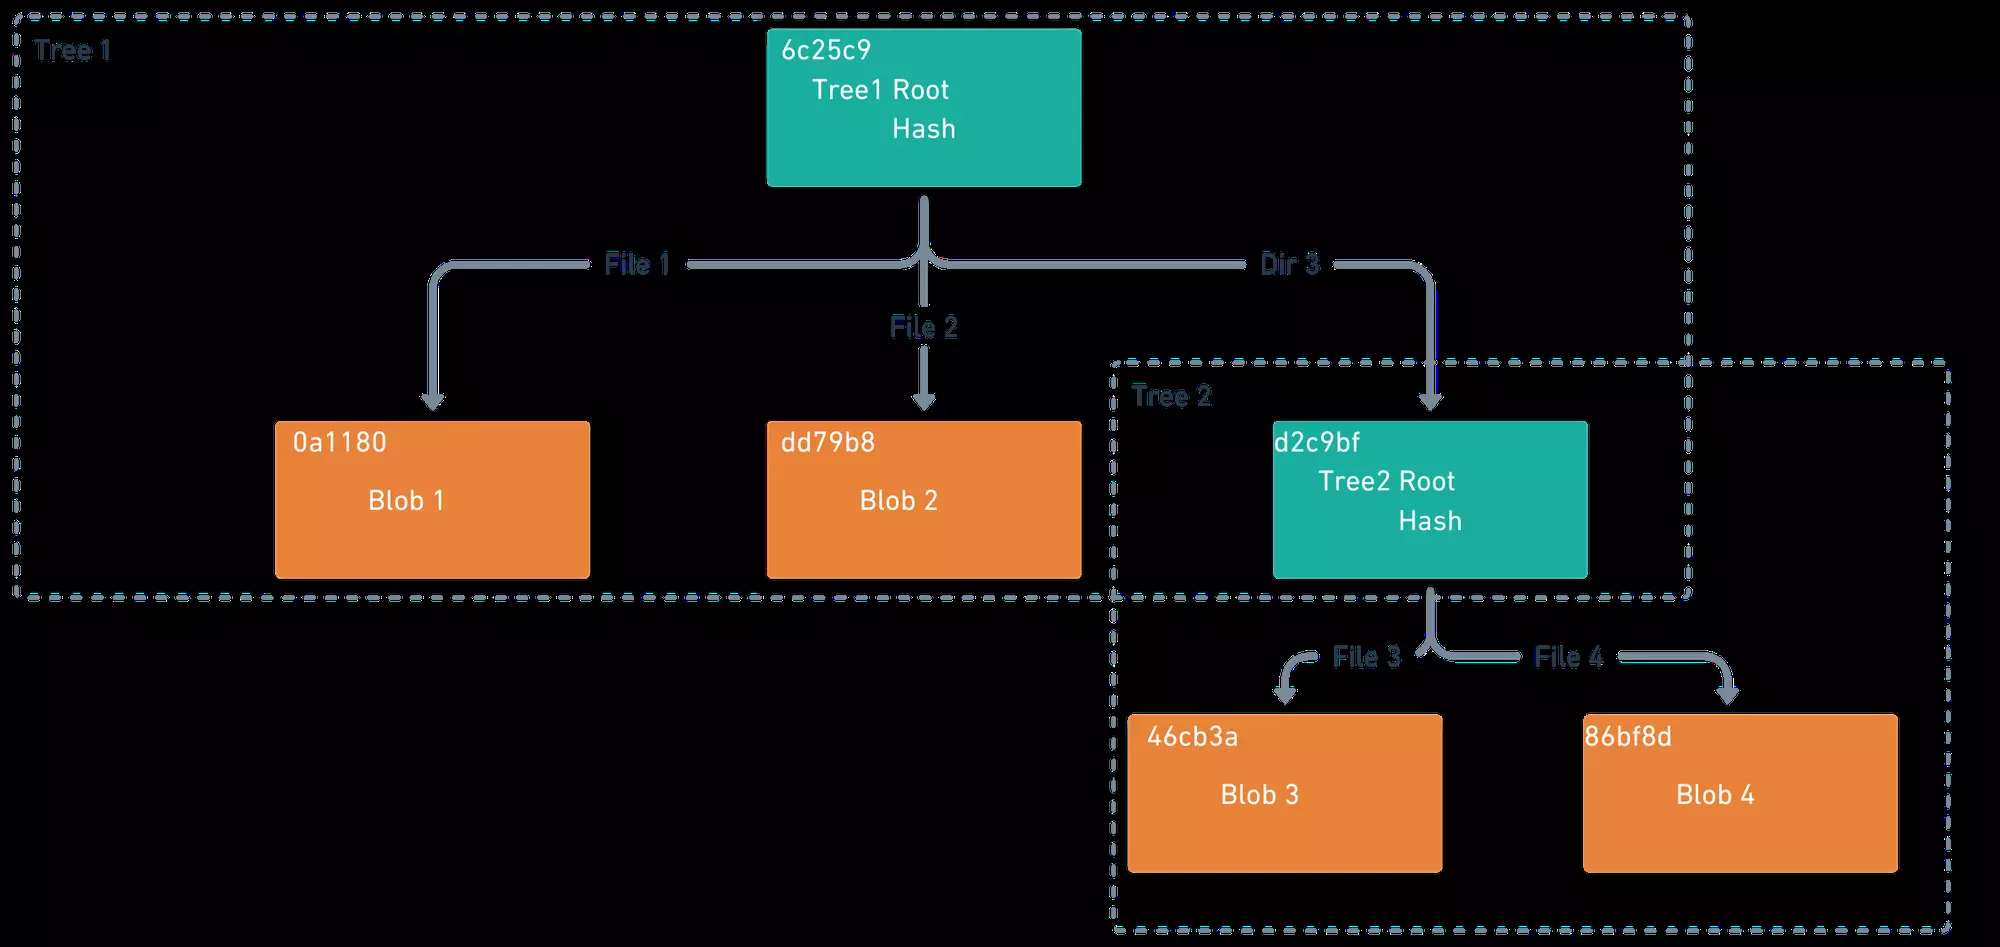 Tree 1
6c25c9
Tree1 Root
Hash
File 1
Dir 3
File 2
Tree 2
0a1180
Blob 1
dd79b8
Blob 2
d2c9bf
Tree2 Root
Hash
File 3
File 4
46cb3a
Blob 3
86bf8d
Blob 4